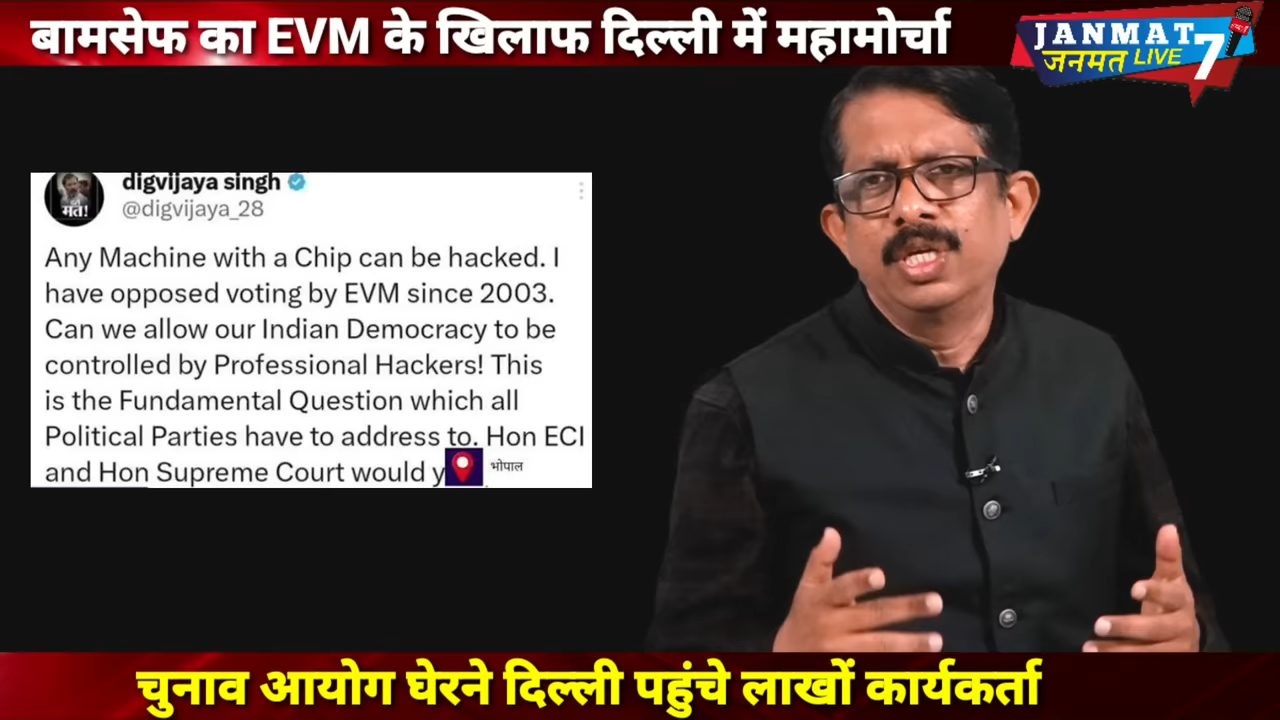 बामसेफ का EVM के खिलाफ दिल्ली में महामोर्चा
JANMAT
जनमत LIVE 7
digvijaya singh
@digvijaya_28
मत!
Any Machine with a Chip can be hacked. I
have opposed voting by EVM since 2003.
Can we allow our Indian Democracy to be
controlled by Professional Hackers! This
is the Fundamental Question which all
Political Parties have to address to. Hon ECI
and Hon Supreme Court would y
भोपाल
चुनाव आयोग घेरने दिल्ली पहुंचे लाखों कार्यकर्ता